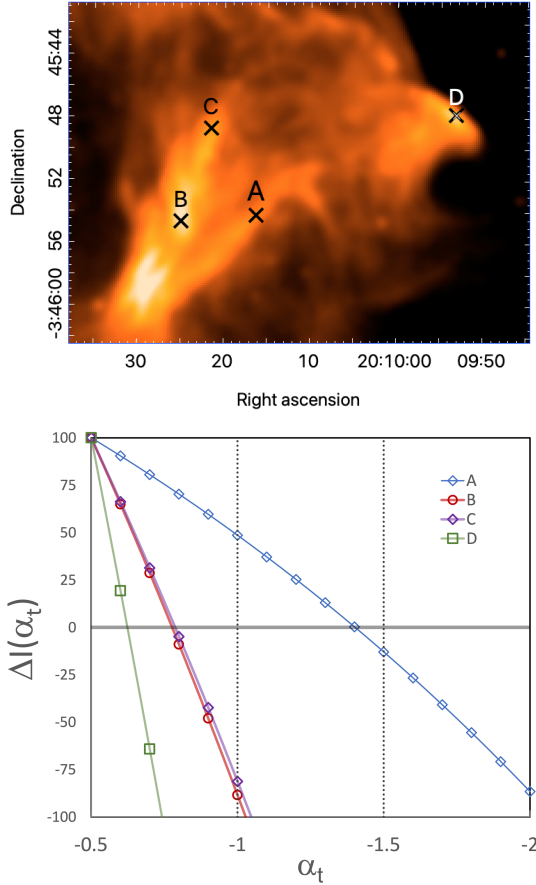 Declination
45:44
48
52
56
-3:46:00
A
B
C
D
30 20 10 20:10:00 09:50
Right ascension
ΔI(αt)
100
75
50
25
0
-25
-50
-75
-100
A
B
C
D
-0.5 -1 -1.5 -2
αt